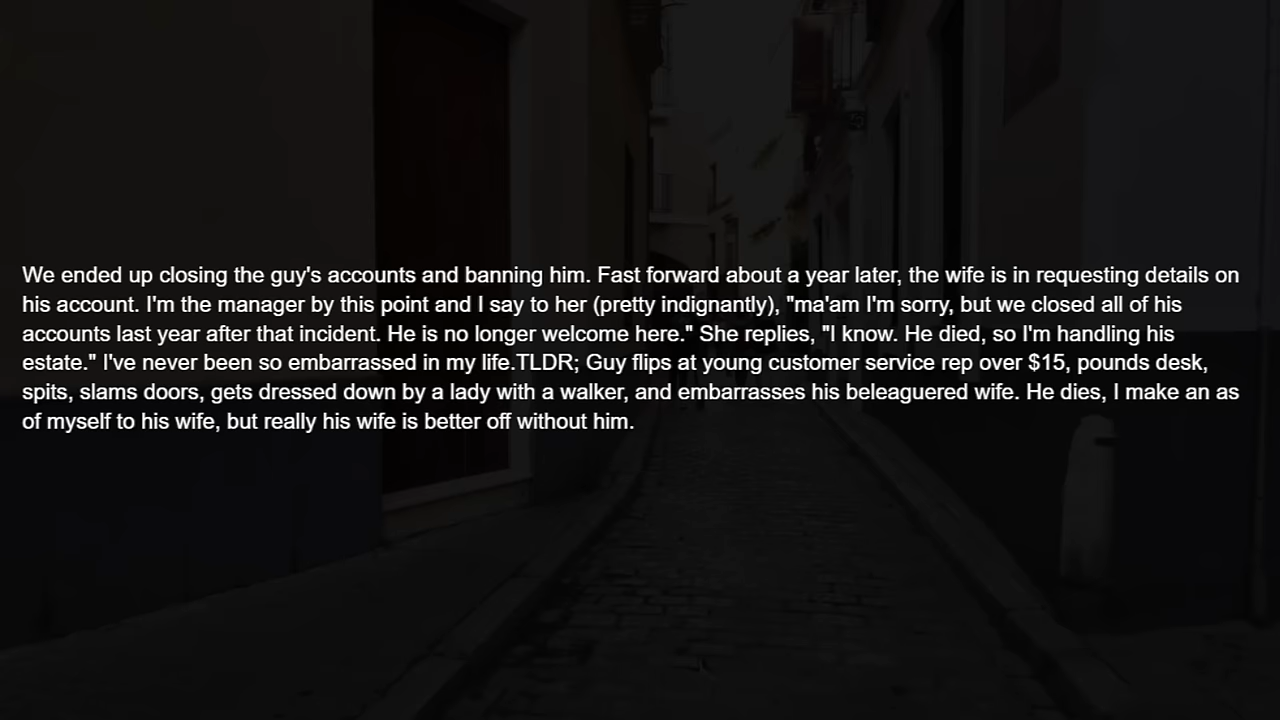 We ended up closing the guy's accounts and banning him. Fast forward about a year later, the wife is in requesting details on
his account. I'm the manager by this point and I say to her (pretty indignantly), "ma'am I'm sorry, but we closed all of his
accounts last year after that incident. He is no longer welcome here." She replies, "I know. He died, so I'm handling his
estate." I've never been so embarrassed in my life.TLDR; Guy flips at young customer service rep over $15, pounds desk,
spits, slams doors, gets dressed down by a lady with a walker, and embarrasses his beleaguered wife. He dies, I make an as
of myself to his wife, but really his wife is better off without him.